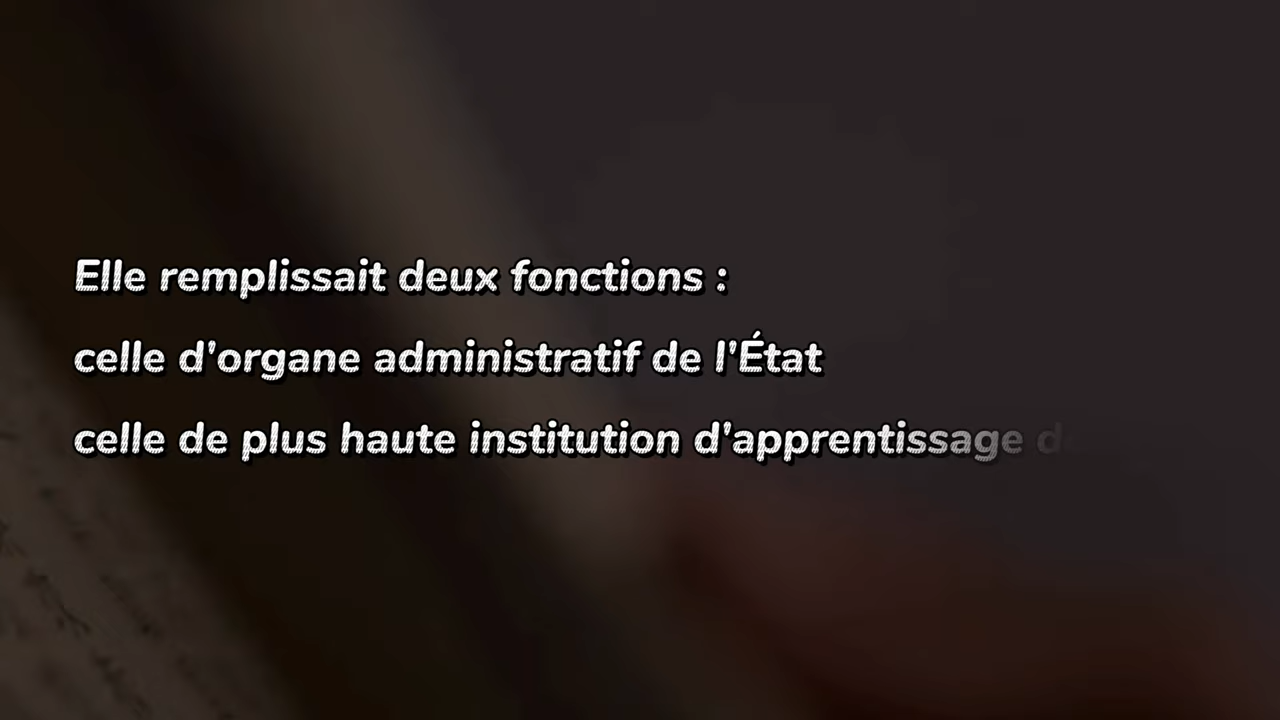 Elle remplissait deux fonctions :
celle d'organe administratif de l'État
celle de plus haute institution d'apprentissage